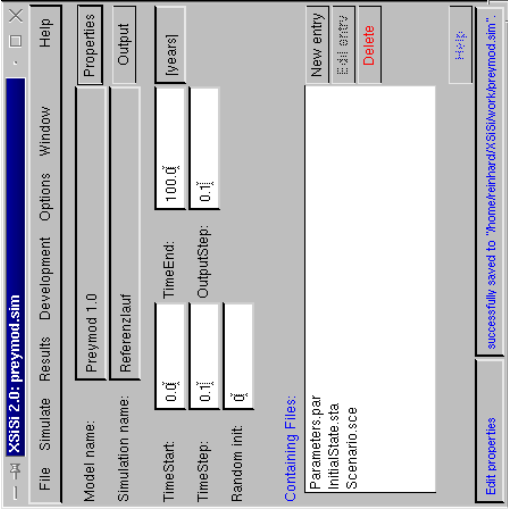 XSiSi 2.0: preymod.sim
File Simulate Results Development Options Window Help
Model name: Preymod 1.0 Properties
Simulation name: Referenzlauf Output
TimeStart: 0.0 TimeEnd: 100.0 [years]
TimeStep: 0.1 OutputStep: 0.1
Random init: 0
Containing Files:
Parameters.par
InitialState.sta
Scenario.sce
New entry
Edit entry
Delete
Help
Edit properties successfully saved to "/home/reinhard/XSiSi/work/preymod.sim".